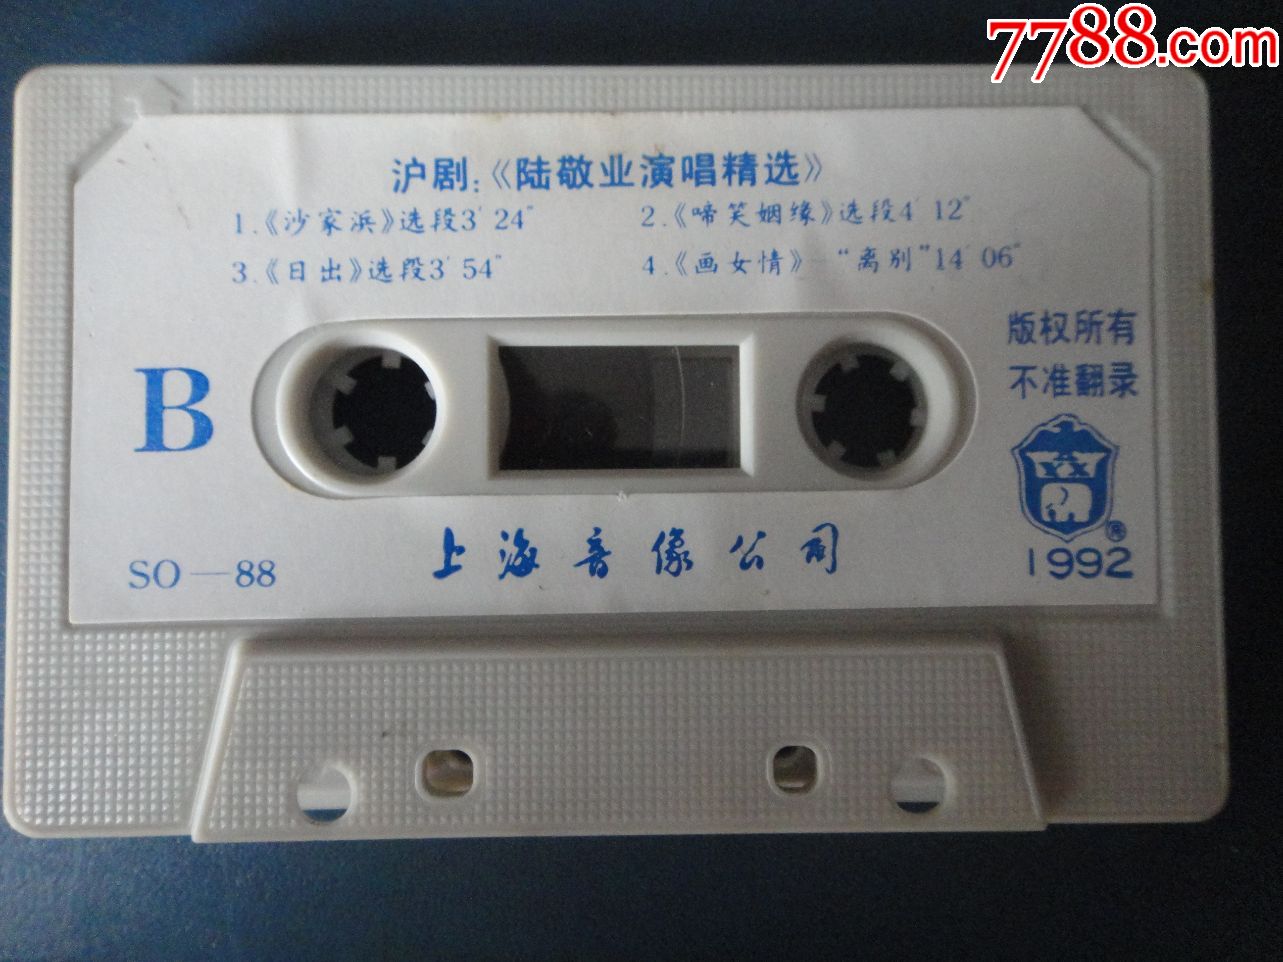 7788.com
沪剧:《陆敬业演唱精选》
1.《沙家浜》选段3′24″ 2.《啼笑姻缘》选段4′12″
3.《日出》选段3′54″ 4.《画女情》—“离别”14′06″
版权所有
不准翻录
B
YX
®
SO—88
上海音像公司
1992